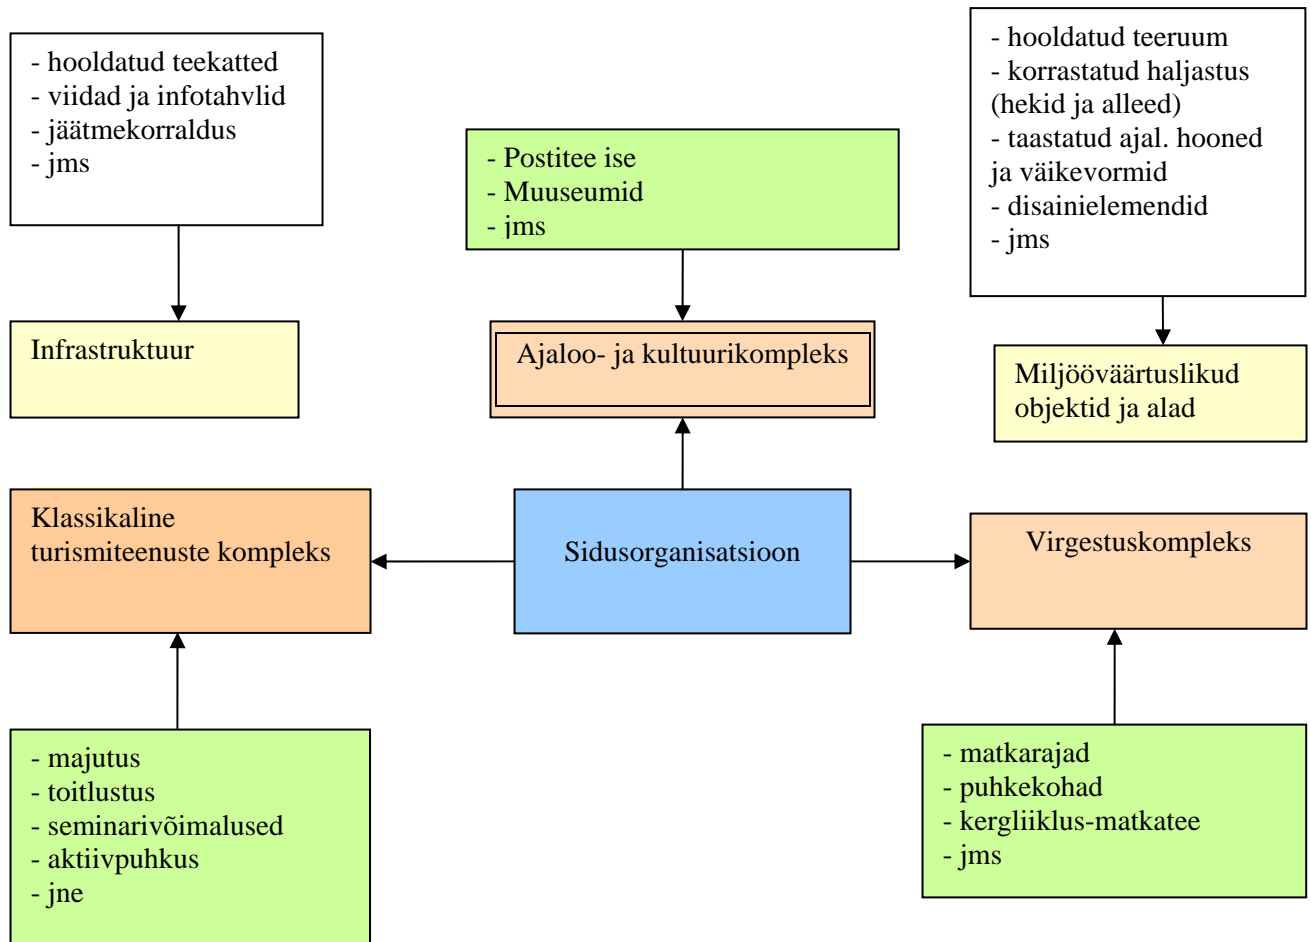 - hooldatud teekatted
- viidad ja infotahvlid
- jäätmekorraldus
- jms
- Postitee ise
- Muuseumid
- jms
- hooldatud teeruum
- korrastatud haljastus
(hekid ja alleed)
- taastatud ajal. hooned
ja väikevormid
- disainielemendid
- jms
Infrastruktuur
Ajaloo- ja kultuurikompleks
Miljööväärtuslikud
objektid ja alad
Klassikaline
turismiteenuste kompleks
Sidusorganisatsioon
Virgestuskompleks
- majutus
- toitlustus
- seminarivõimalused
- aktiivpuhkus
- jne
- matkarajad
- puhkekohad
- kergliiklus-matkatee
- jms